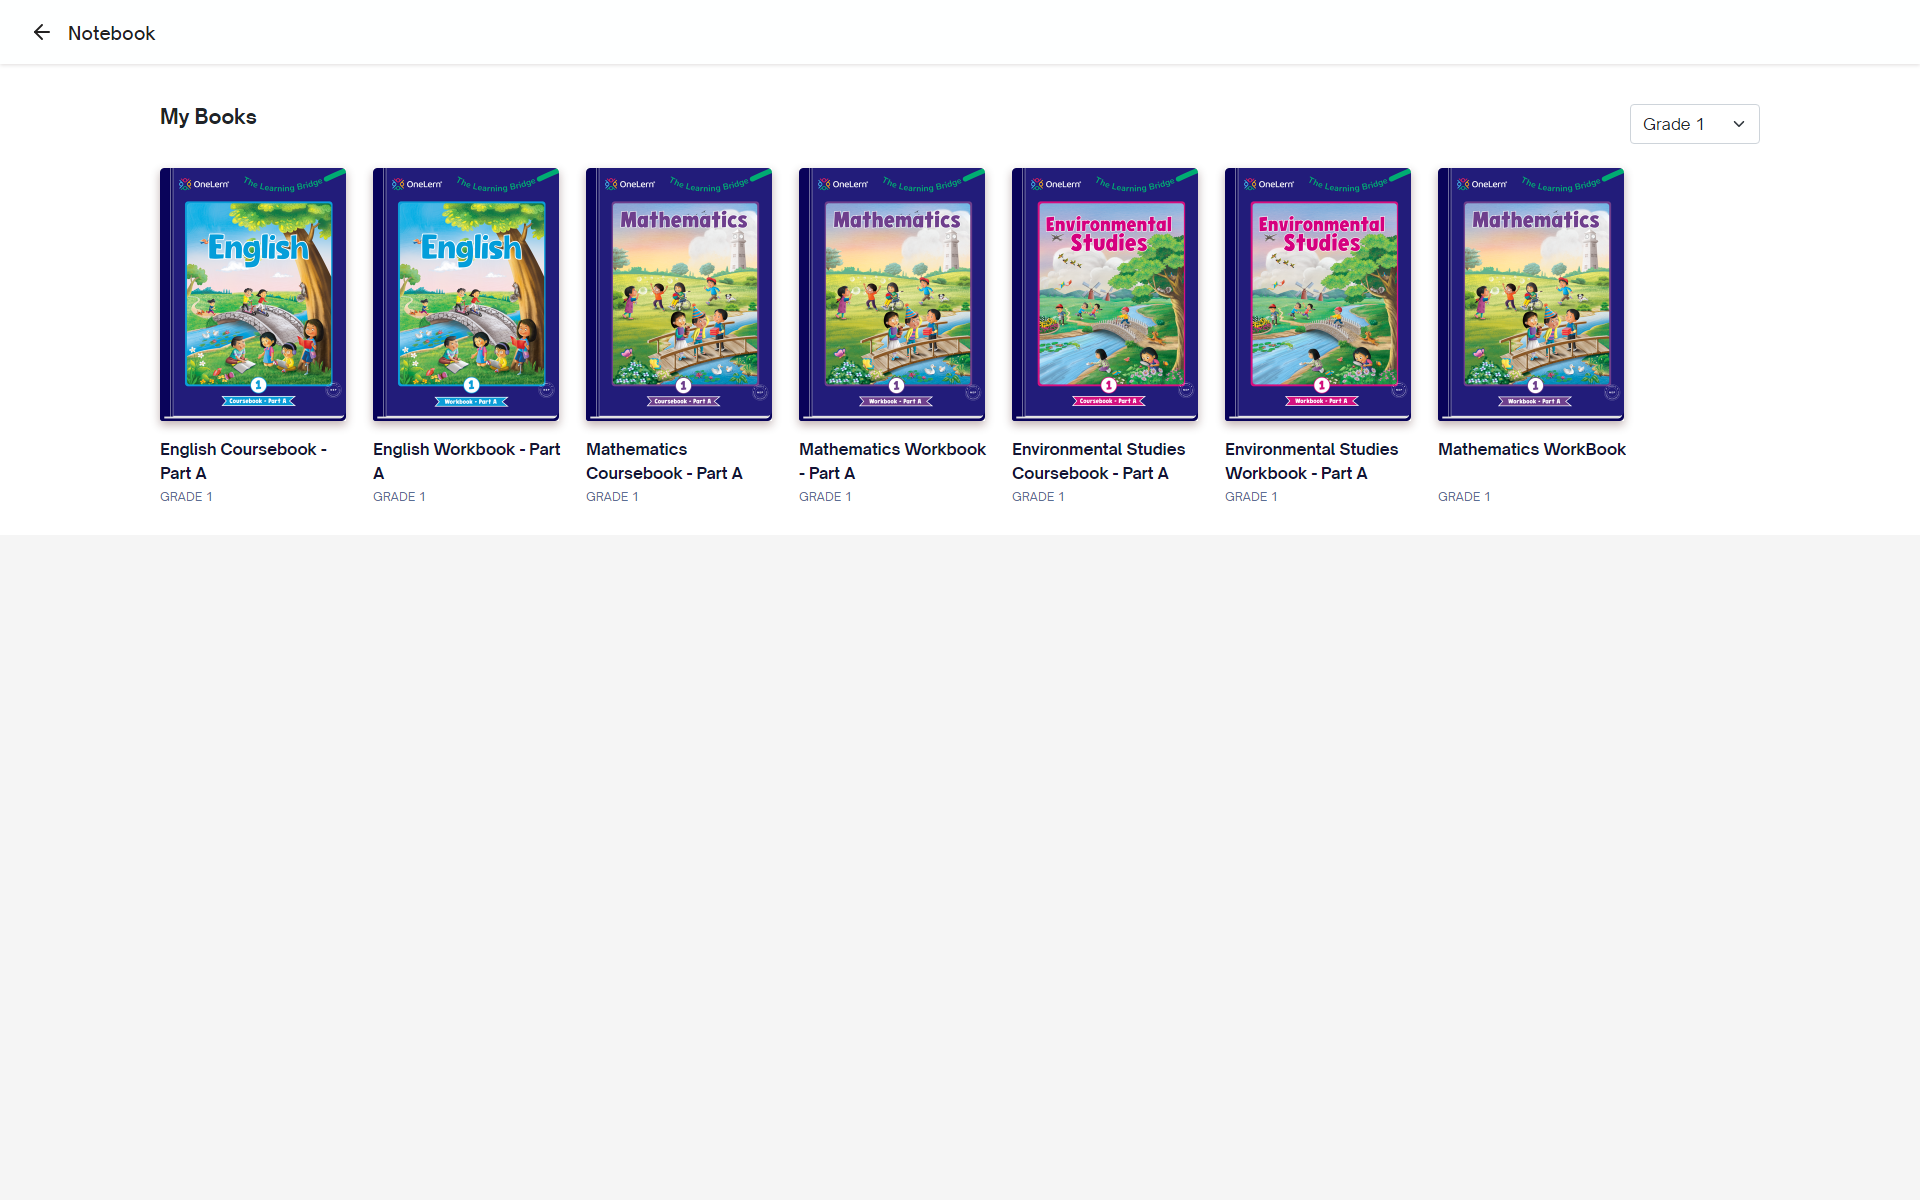 Notebook
My Books
Grade 1
OneLern
The Learning Bridge
English
1
Coursebook - Part A
OneLern
The Learning Bridge
English
1
Workbook - Part A
OneLern
The Learning Bridge
Mathematics
1
Coursebook - Part A
OneLern
The Learning Bridge
Mathematics
1
Workbook - Part A
OneLern
The Learning Bridge
Environmental
Studies
1
Coursebook - Part A
OneLern
The Learning Bridge
Environmental
Studies
1
Workbook - Part A
OneLern
The Learning Bridge
Mathematics
1
Workbook - Part A
English Coursebook -
Part A
GRADE 1
English Workbook - Part
A
GRADE 1
Mathematics
Coursebook - Part A
GRADE 1
Mathematics Workbook
- Part A
GRADE 1
Environmental Studies
Coursebook - Part A
GRADE 1
Environmental Studies
Workbook - Part A
GRADE 1
Mathematics WorkBook
GRADE 1